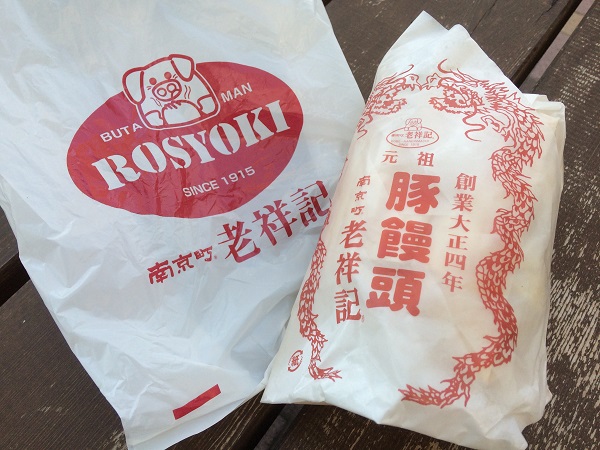 BUTA MAN
ROSYOKI
SINCE 1915
南京町 老祥記
老祥記
元祖
創業大正四年
豚饅頭
南京町 老祥記